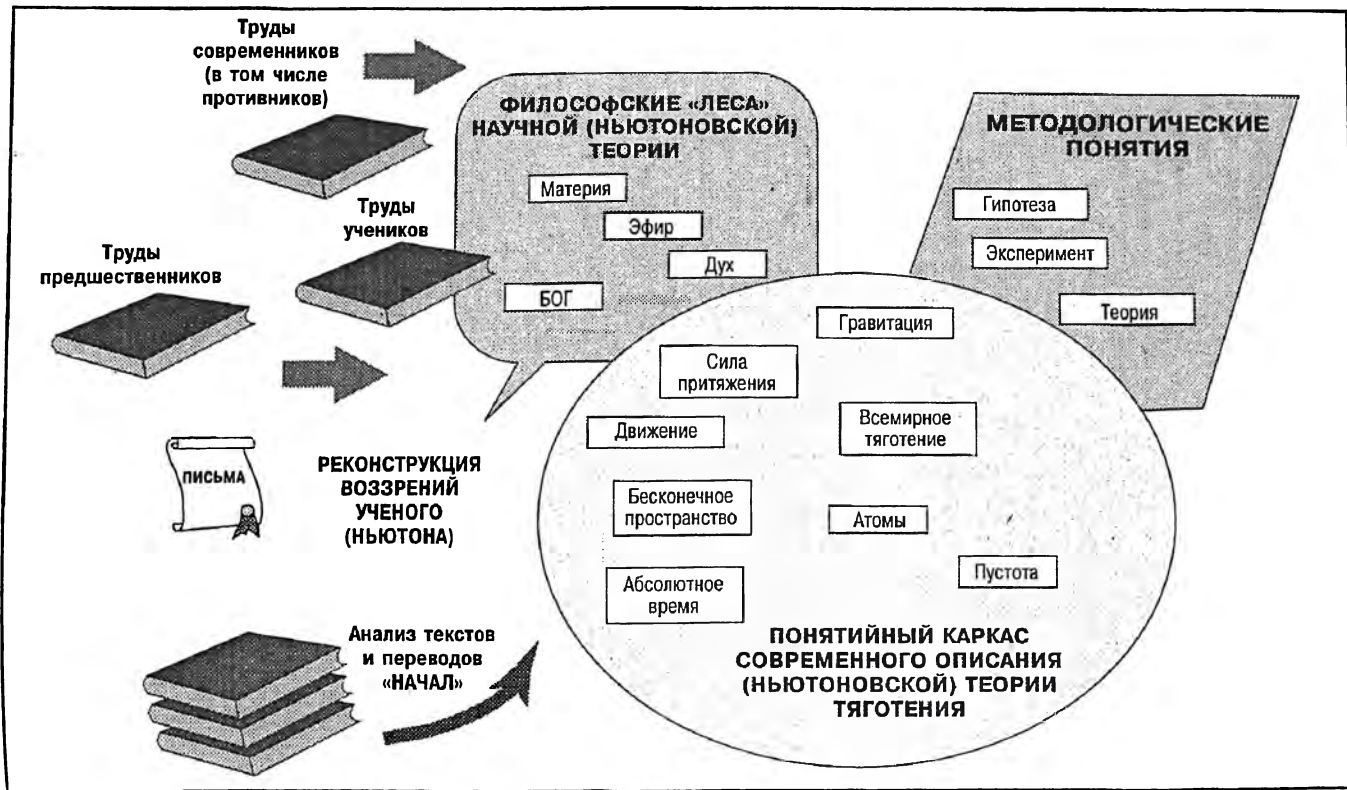 Труды
современников
(в том числе
противников)
Труды
учеников
Труды
предшественников
ПИСЬМА
РЕКОНСТРУКЦИЯ
ВОЗЗРЕНИЙ
УЧЕНОГО
(НЬЮТОНА)
Анализ текстов
и переводов
«НАЧАЛ»
ФИЛОСОФСКИЕ «ЛЕСА»
НАУЧНОЙ (НЬЮТОНОВСКОЙ)
ТЕОРИИ
Материя
Эфир
Дух
БОГ
МЕТОДОЛОГИЧЕСКИЕ
ПОНЯТИЯ
Гипотеза
Эксперимент
Теория
Гравитация
Сила
притяжения
Движение
Всемирное
тяготение
Бесконечное
пространство
Атомы
Пустота
Абсолютное
время
ПОНЯТИЙНЫЙ КАРКАС
СОВРЕМЕННОГО ОПИСАНИЯ
(НЬЮТОНОВСКОЙ) ТЕОРИИ
ТЯГОТЕНИЯ